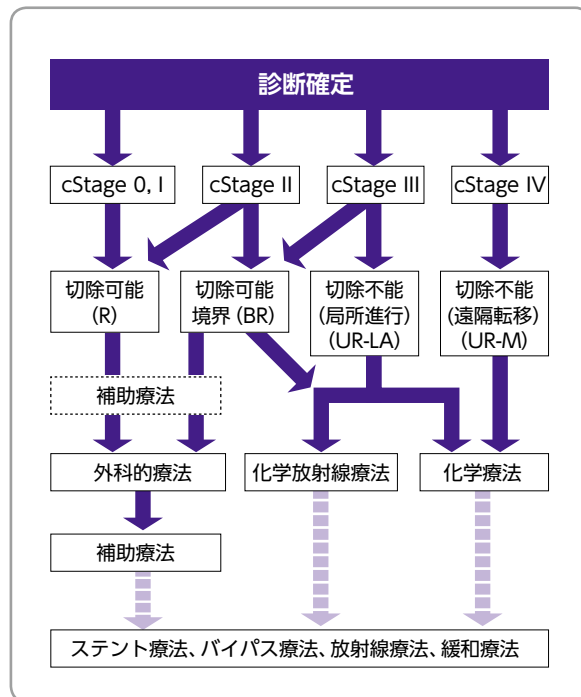 診断確定
cStage 0, I
cStage II
cStage III
cStage IV
切除可能
(R)
切除可能
境界 (BR)
切除不能
(局所進行)
(UR-LA)
切除不能
(遠隔転移)
(UR-M)
補助療法
外科的療法
化学放射線療法
化学療法
補助療法
ステント療法、バイパス療法、放射線療法、緩和療法